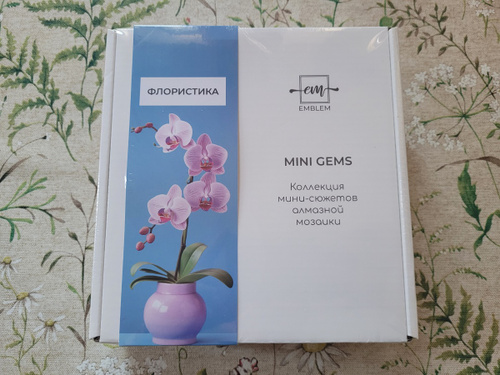 ФЛОРИСТИКА
em
EMBLEM
MINI GEMS
Коллекция
мини-сюжетов
алмазной
мозаики